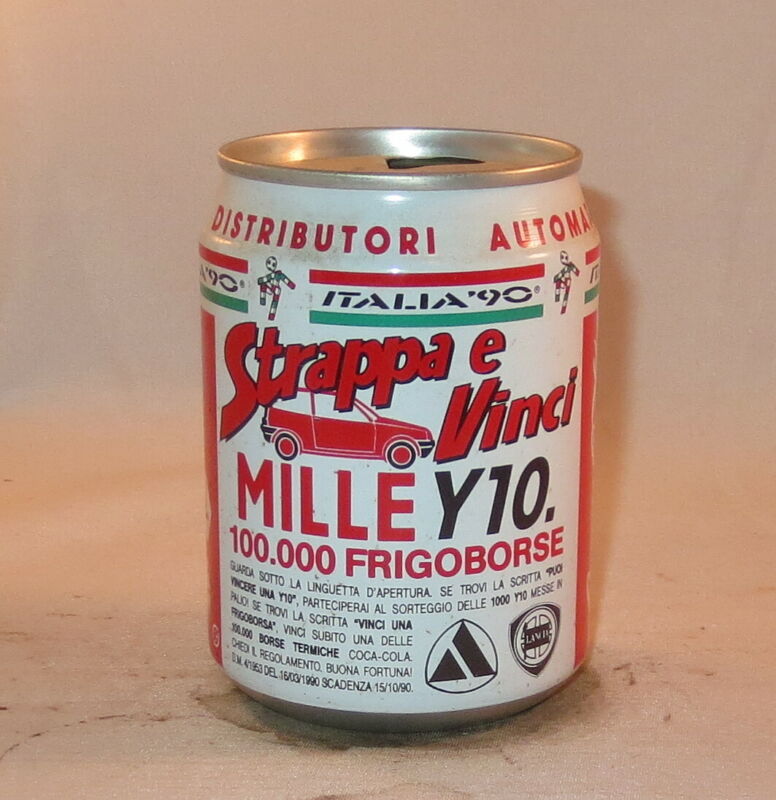 DISTRIBUTORI AUTOMA
A'90®
ITALIA'90®
IT
Strappa e
Vinci
MILLE Y10.
100.000 FRIGOBORSE
GUARDA SOTTO LA LINGUETTA D'APERTURA. SE TROVI LA SCRITTA "PUOI
VINCERE UNA Y10", PARTECIPERAI AL SORTEGGIO DELLE 1000 Y10 MESSE IN
PALIO! SE TROVI LA SCRITTA "VINCI UNA
FRIGOBORSA", VINCI SUBITO UNA DELLE
100.000 BORSE TERMICHE COCA-COLA.
CHIEDI IL REGOLAMENTO. BUONA FORTUNA!
D.M. 4/1953 DEL 16/03/1990 SCADENZA 15/10/90.
LANCIA